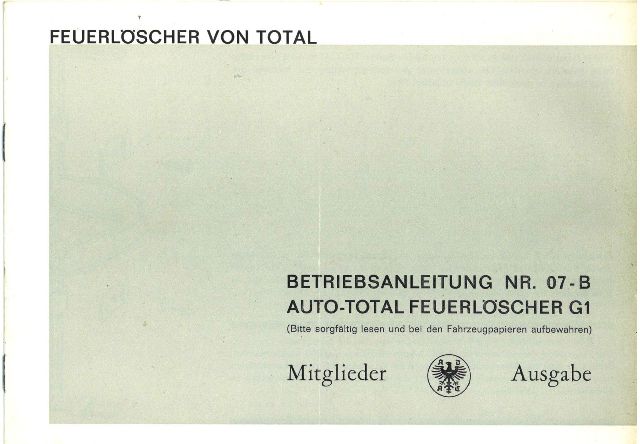 FEUERLÖSCHER VON TOTAL
BETRIEBSANLEITUNG NR. 07-B
AUTO-TOTAL FEUERLÖSCHER G1
(Bitte sorgfältig lesen und bei den Fahrzeugpapieren aufbewahren)
Mitglieder ADAC Ausgabe